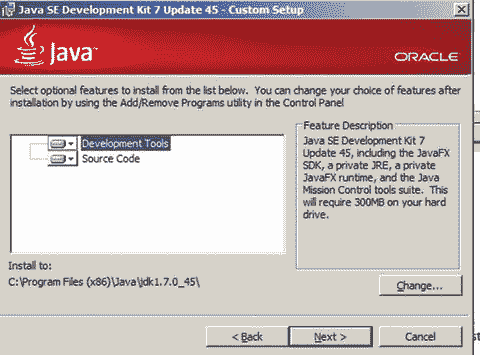 Java SE Development Kit 7 Update 45 - Custom Setup
Java
ORACLE
Select optional features to install from the list below. You can change your choice of features after
installation by using the Add/Remove Programs utility in the Control Panel
Development Tools
Source Code
Feature Description
Java SE Development Kit 7
Update 45, including the JavaFX
SDK, a private JRE, a private
JavaFX runtime, and the Java
Mission Control tools suite. This
will require 300MB on your hard
drive.
Install to:
C:\Program Files (x86)\Java\jdk1.7.0_45\
Change...
< Back
Next >
Cancel